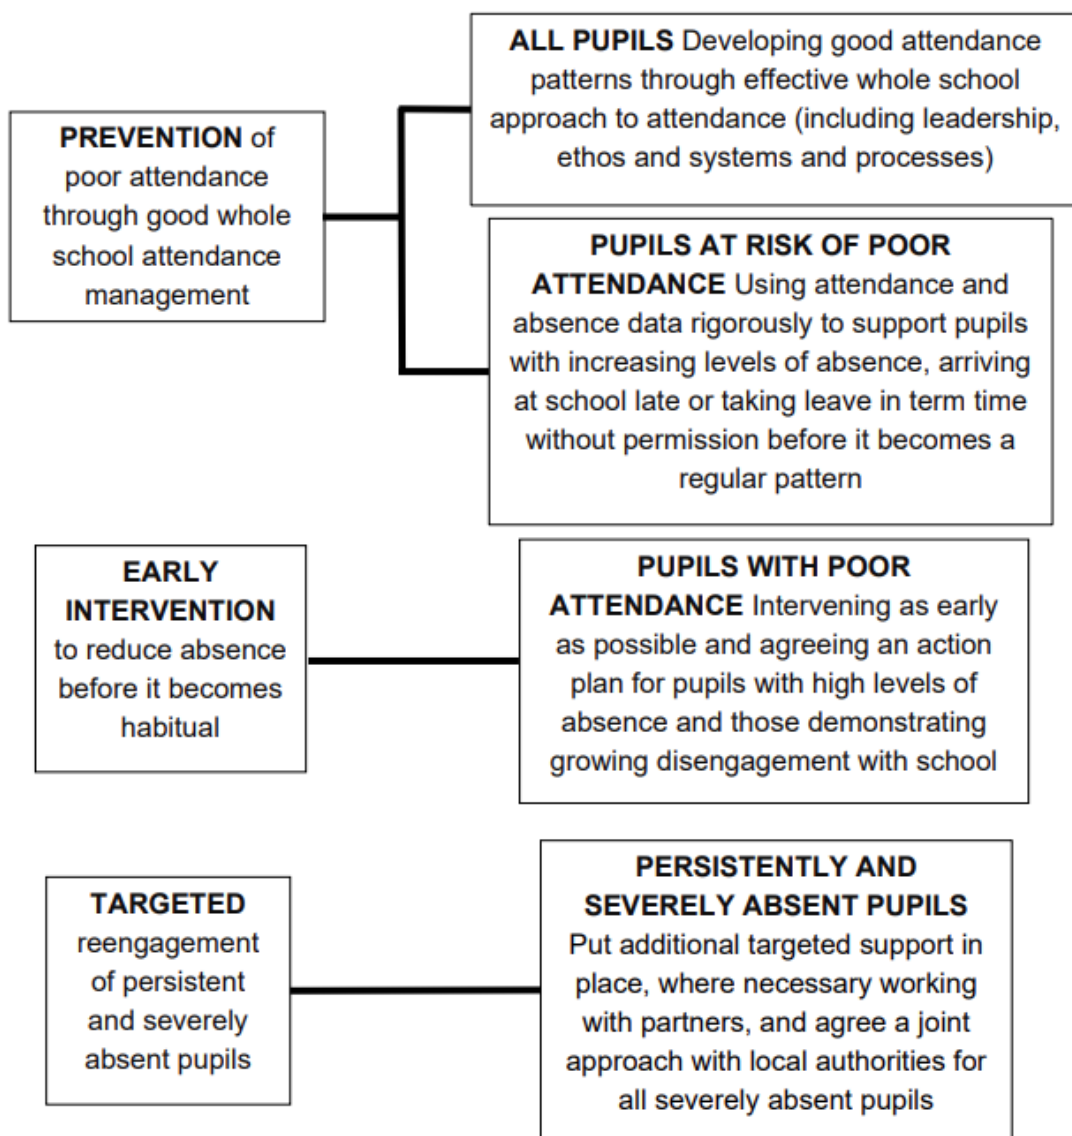 PREVENTION of
poor attendance
through good whole
school attendance
management
ALL PUPILS Developing good attendance
patterns through effective whole school
approach to attendance (including leadership,
ethos and systems and processes)
PUPILS AT RISK OF POOR
ATTENDANCE Using attendance and
absence data rigorously to support pupils
with increasing levels of absence, arriving
at school late or taking leave in term time
without permission before it becomes a
regular pattern
EARLY
INTERVENTION
to reduce absence
before it becomes
habitual
PUPILS WITH POOR
ATTENDANCE Intervening as early
as possible and agreeing an action
plan for pupils with high levels of
absence and those demonstrating
growing disengagement with school
TARGETED
reengagement
of persistent
and severely
absent pupils
PERSISTENTLY AND
SEVERELY ABSENT PUPILS
Put additional targeted support in
place, where necessary working
with partners, and agree a joint
approach with local authorities for
all severely absent pupils